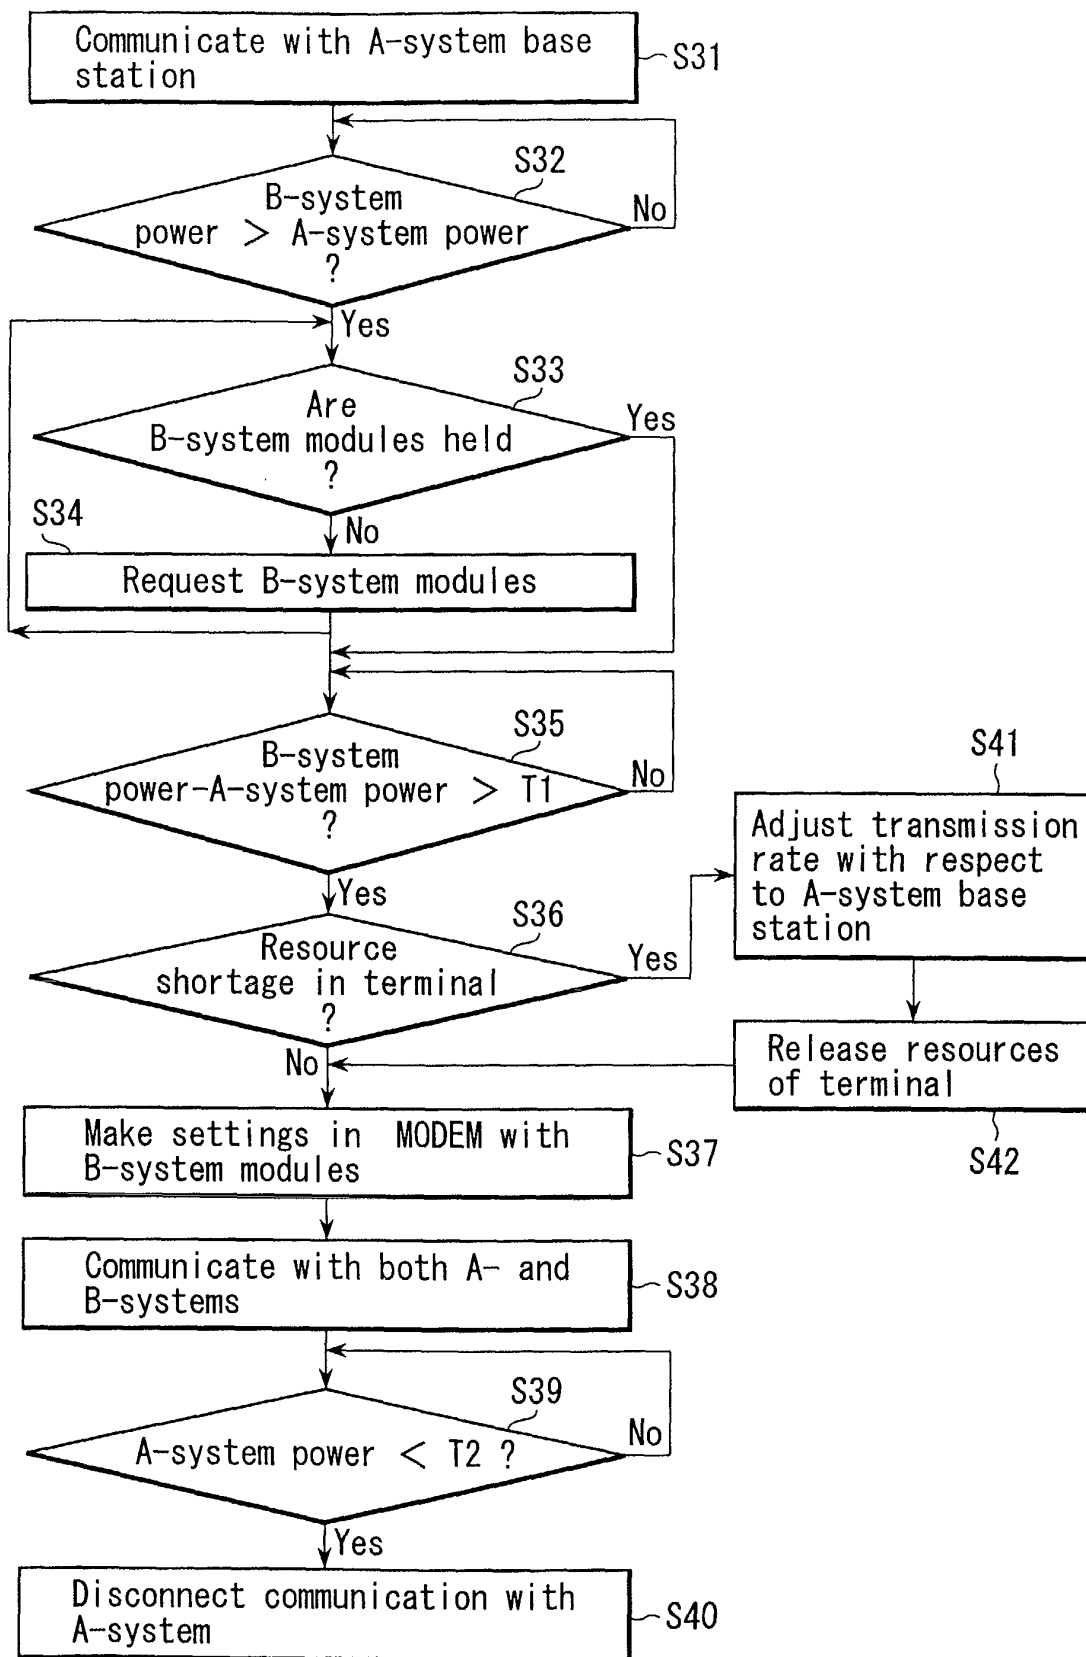 Communicate with A-system base
station
S31
S32
B-system
power > A-system power
?
No
Yes
S33
Are
B-system modules held
?
Yes
No
S34
Request B-system modules
S35
B-system
power-A-system power > T1
?
No
Yes
S36
Resource
shortage in terminal
?
Yes
No
S41
Adjust transmission
rate with respect
to A-system base
station
Release resources
of terminal
S42
Make settings in MODEM with
B-system modules
S37
Communicate with both A- and
B-systems
S38
S39
A-system power < T2 ?
No
Yes
Disconnect communication with
A-system
S40